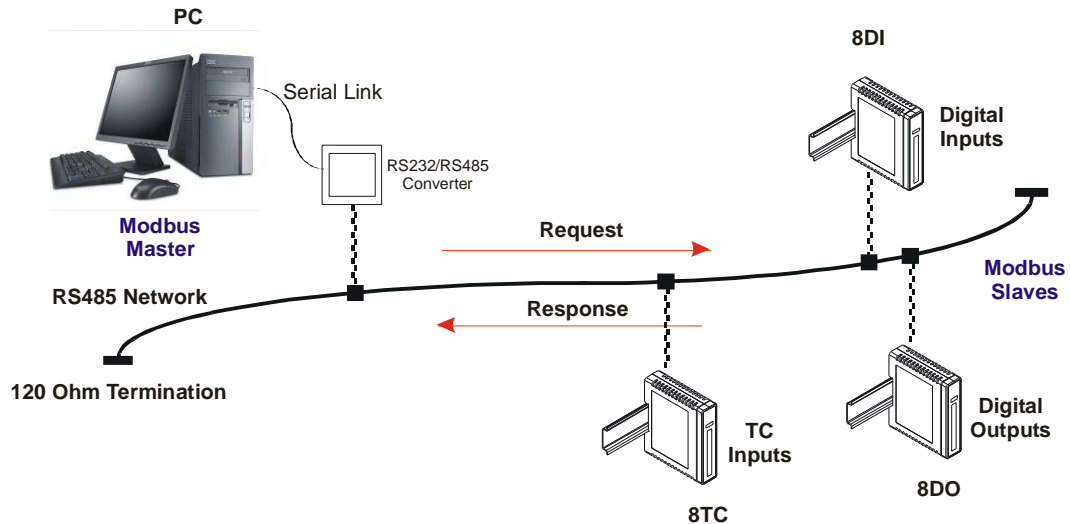 PC
8DI
Serial Link
Digital
Inputs
RS232/RS485
Converter
Modbus
Master
Request
Modbus
Slaves
RS485 Network
Response
120 Ohm Termination
TC
Inputs
Digital
Outputs
8DO
8TC